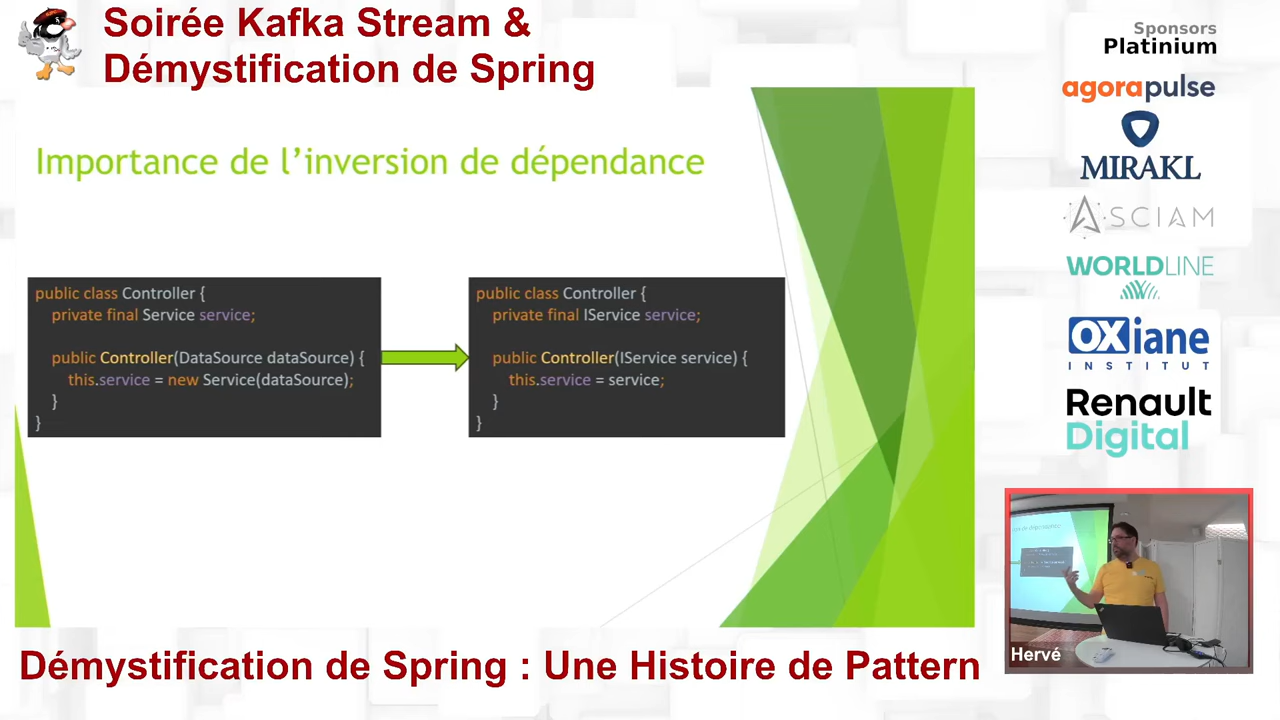 Soirée Kafka Stream &
Démystification de Spring
Sponsors
Platinium
agorapulse
MIRAKL
ASCIAM
WORLDLINE
OXiane
INSTITUT
Renault
Digital
Importance de l’inversion de dépendance
public class Controller {
private final Service service;
public Controller(DataSource dataSource) {
this.service = new Service(dataSource);
}
}
public class Controller {
private final IService service;
public Controller(IService service) {
this.service = service;
}
}
Hervé
Démystification de Spring : Une Histoire de Pattern